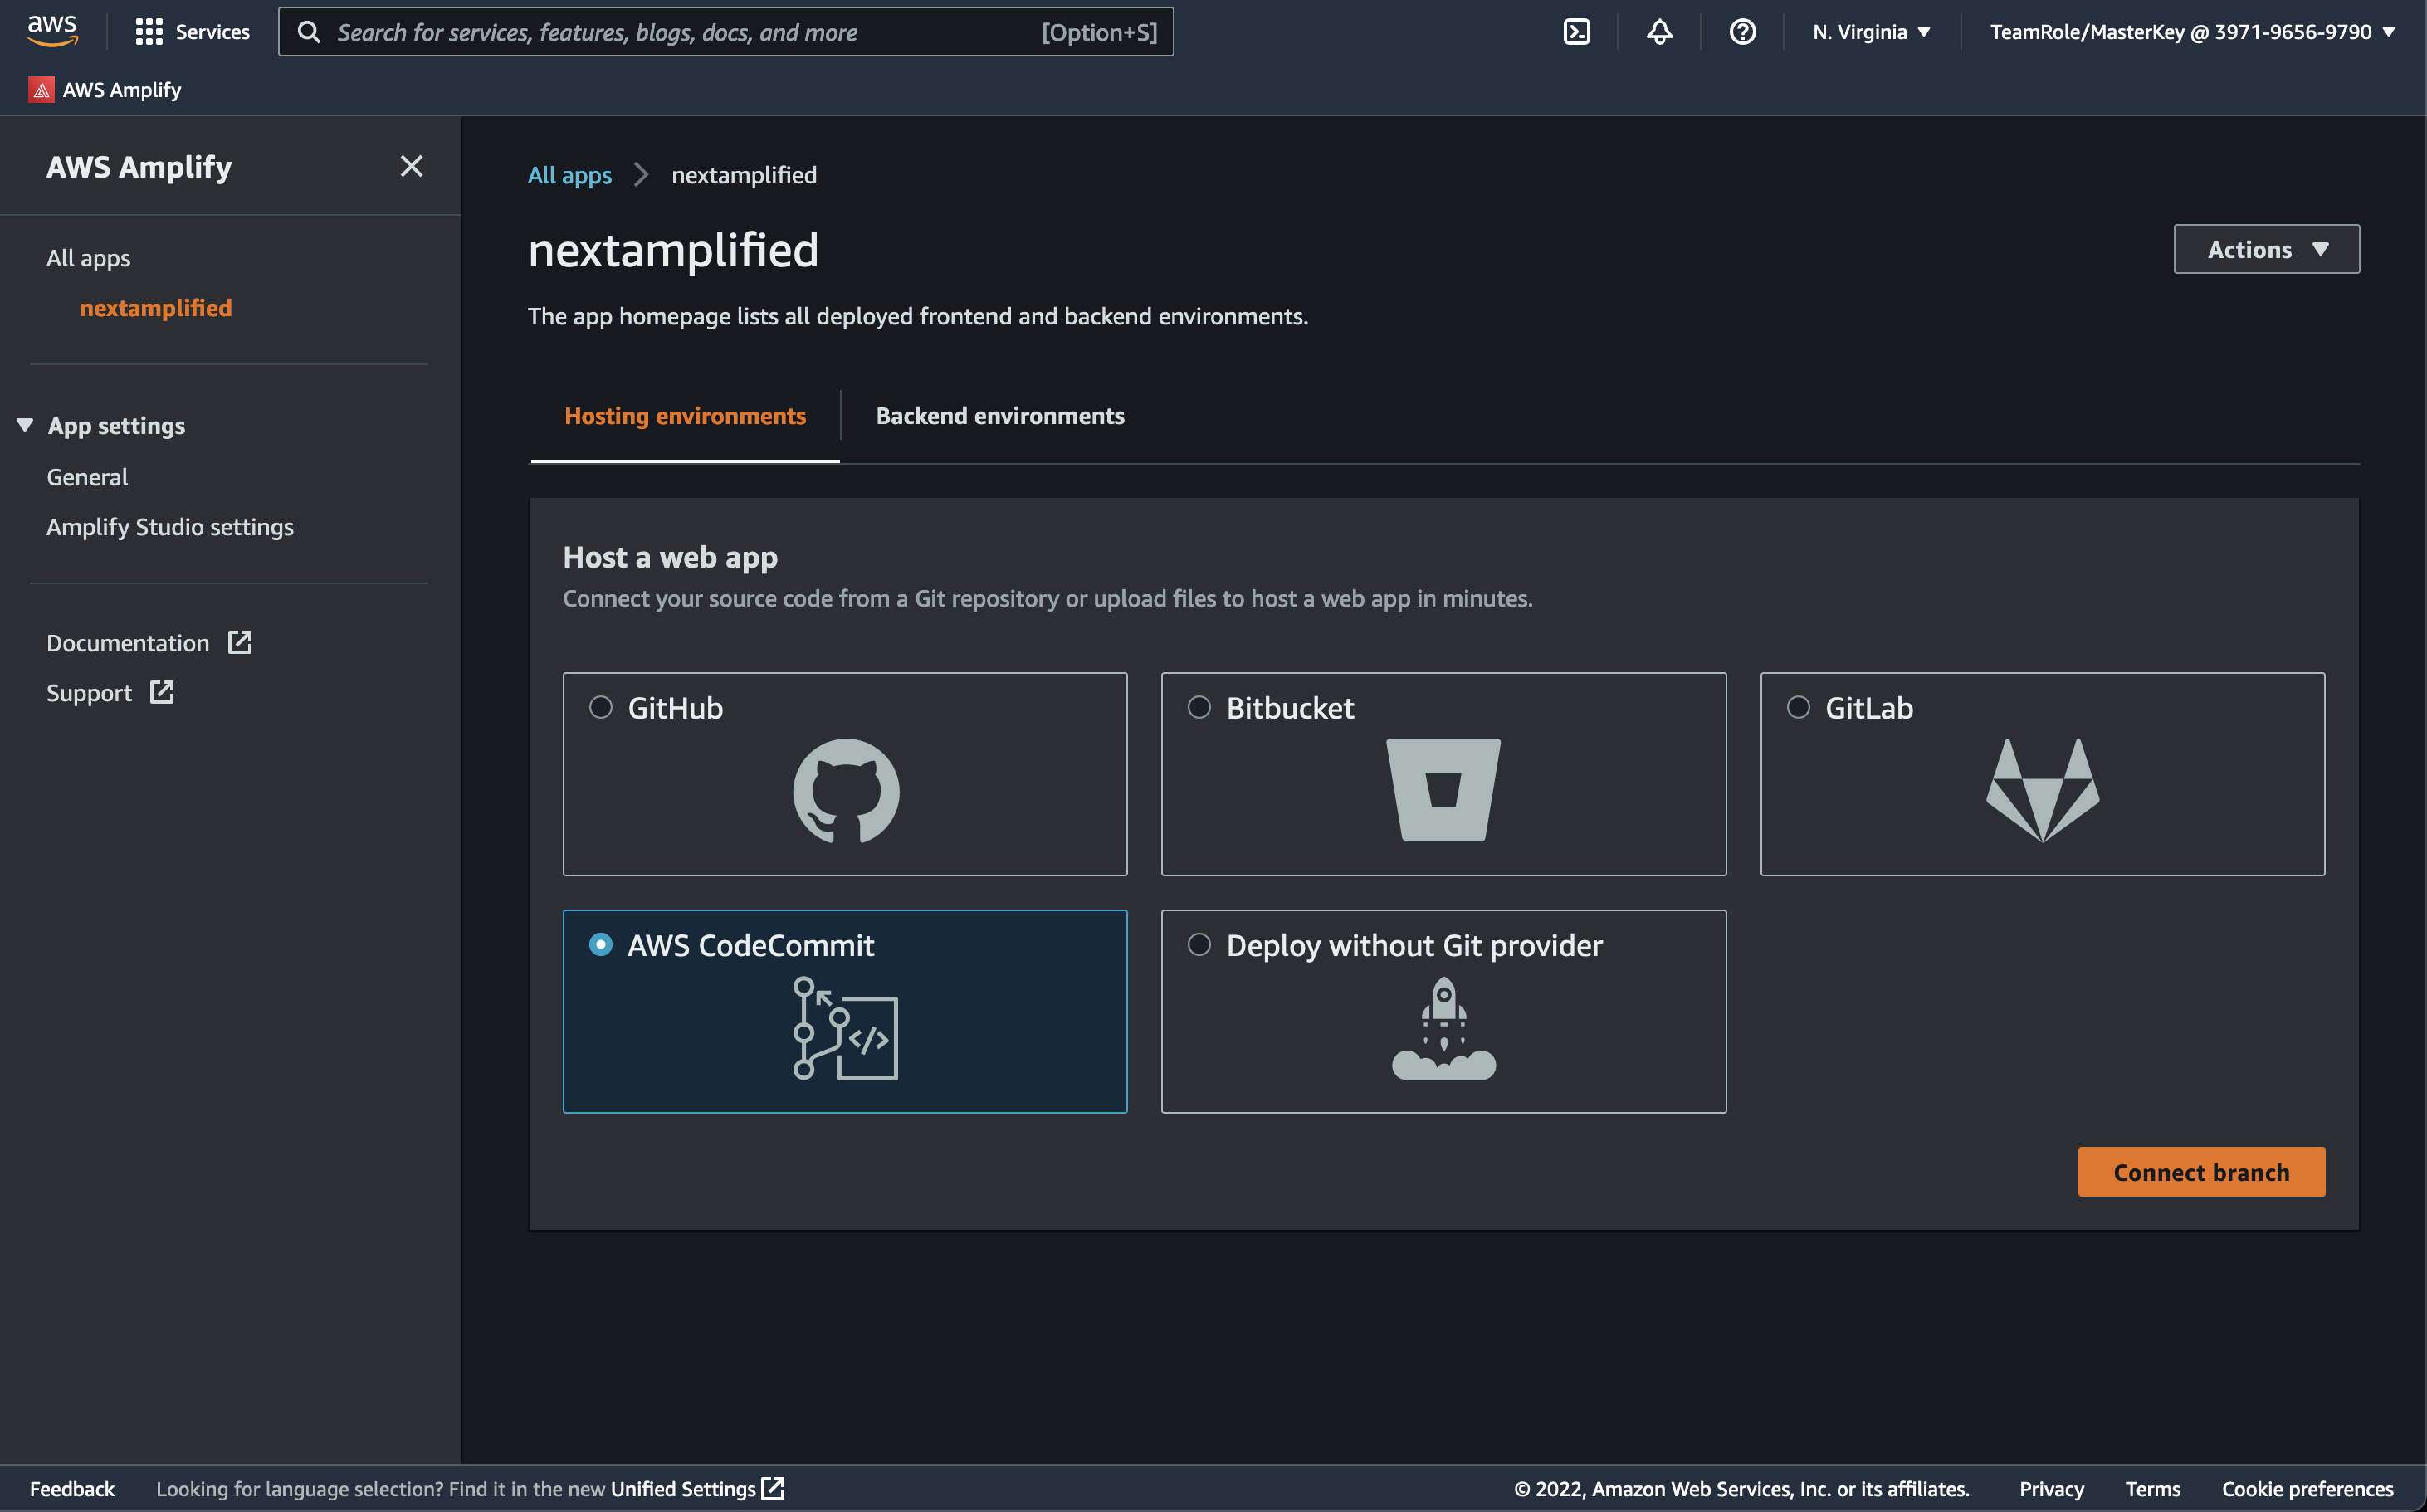 aws
Services
Search for services, features, blogs, docs, and more [Option+S]
N. Virginia ▼
TeamRole/MasterKey @ 3971-9656-9790 ▼
AWS Amplify
AWS Amplify
All apps
nextamplified
App settings
General
Amplify Studio settings
Documentation
Support
All apps > nextamplified
nextamplified
Actions ▼
The app homepage lists all deployed frontend and backend environments.
Hosting environments
Backend environments
Host a web app
Connect your source code from a Git repository or upload files to host a web app in minutes.
GitHub
Bitbucket
GitLab
AWS CodeCommit
</>
Deploy without Git provider
Connect branch
Feedback
Looking for language selection? Find it in the new Unified Settings
© 2022, Amazon Web Services, Inc. or its affiliates.
Privacy
Terms
Cookie preferences